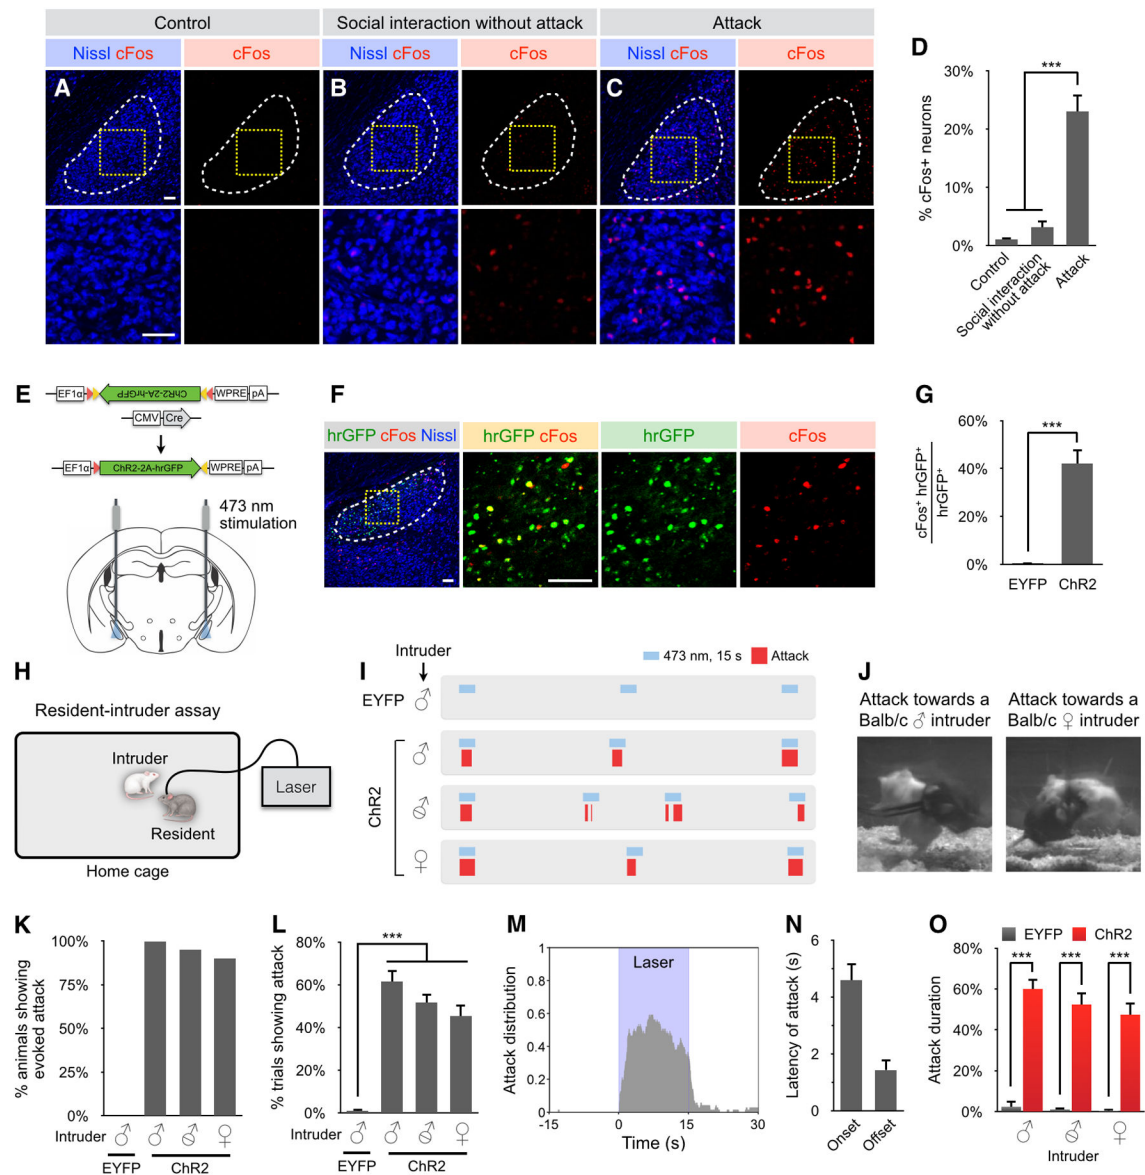 Control
Social interaction without attack
Attack
Nissl cFos
cFos
Nissl cFos
cFos
Nissl cFos
cFos
A
B
C
D
30%
20%
10%
0%
% cFos+ neurons
***
Control
Social interaction
without attack
Attack
E
EF1α
ChR2-2A-hrGFP
WPRE
pA
CMV
Cre
EF1α
ChR2-2A-hrGFP
WPRE
pA
473 nm
stimulation
F
hrGFP cFos Nissl
hrGFP cFos
hrGFP
cFos
G
60%
40%
20%
0%
cFos⁺ hrGFP⁺
hrGFP⁺
***
EYFP
ChR2
H
Resident-intruder assay
Intruder
Resident
Laser
Home cage
I
Intruder
473 nm, 15 s
Attack
EYFP ♂
ChR2
♂
♀
J
Attack towards a
Balb/c ♂ intruder
Attack towards a
Balb/c ♀ intruder
K
100%
75%
50%
25%
0%
% animals showing
evoked attack
Intruder ♂ ♂ ♀
EYFP ChR2
L
80%
60%
40%
20%
0%
% trials showing attack
***
Intruder ♂ ♂ ♀
EYFP ChR2
M
1
0.8
0.6
0.4
0.2
0
Attack distribution
Laser
-15 0 15 30
Time (s)
N
6
4
2
0
Latency of attack (s)
Onset
Offset
O
EYFP
ChR2
80%
60%
40%
20%
0%
Attack duration
*** *** ***
♂ ♀
Intruder